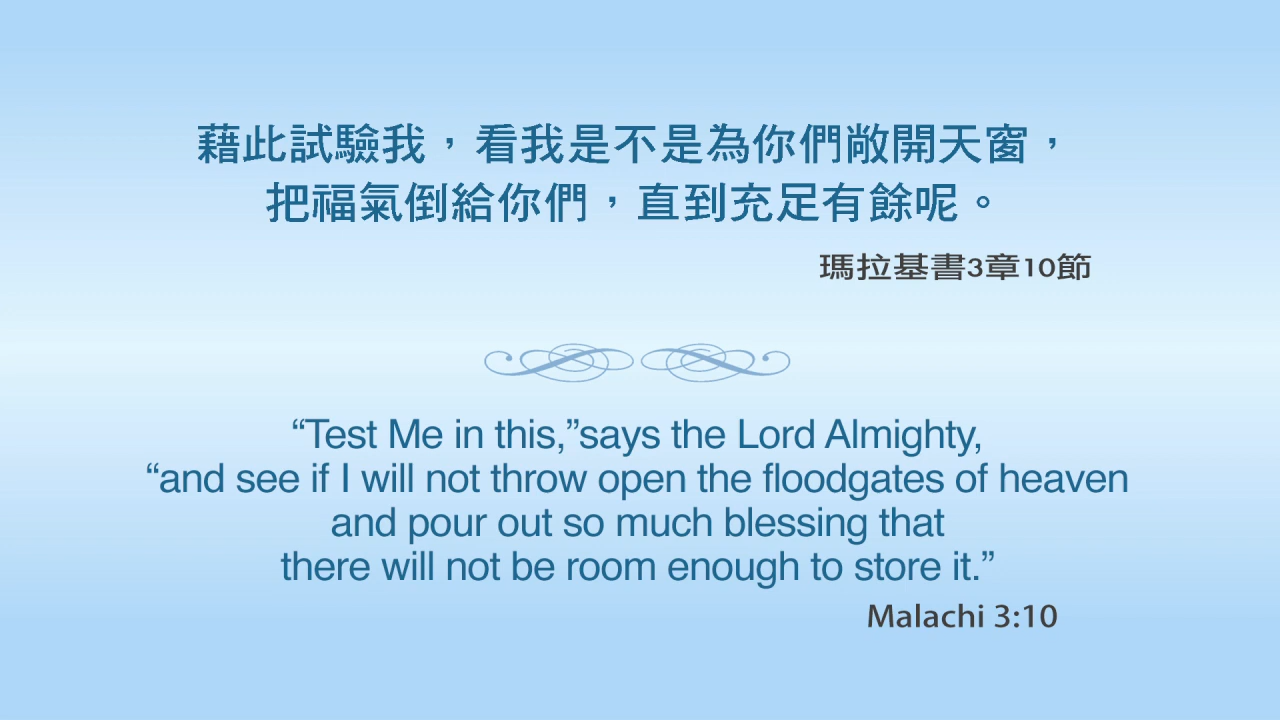 藉此試驗我，看我是不是為你們敞開天窗，
把福氣倒給你們，直到充足有餘呢。
瑪拉基書3章10節
“Test Me in this,”says the Lord Almighty,
“and see if I will not throw open the floodgates of heaven
and pour out so much blessing that
there will not be room enough to store it.”
Malachi 3:10